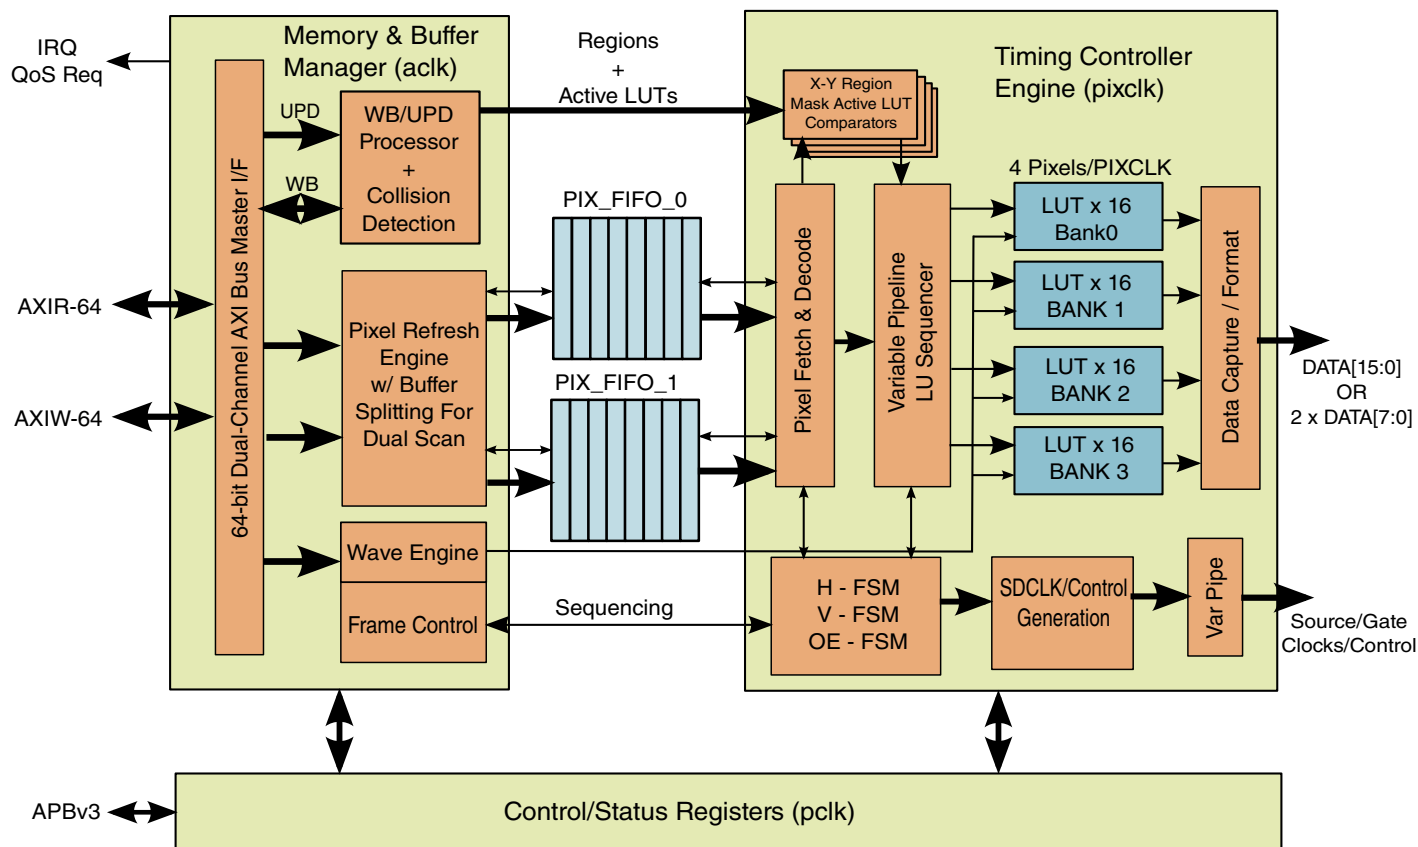 IRQ
QoS Req
Memory & Buffer
Manager (aclk)
Regions
+
Active LUTs
Timing Controller
Engine (pixclk)
X-Y Region
Mask Active LUT
Comparators
UPD
WB
WB/UPD
Processor
+
Collision
Detection
64-bit Dual-Channel AXI Bus Master I/F
PIX_FIFO_0
4 Pixels/PIXCLK
LUT x 16
Bank0
LUT x 16
BANK 1
LUT x 16
BANK 2
LUT x 16
BANK 3
AXIR-64
AXIW-64
Pixel Refresh
Engine
w/ Buffer
Splitting For
Dual Scan
PIX_FIFO_1
Pixel Fetch & Decode
Variable Pipeline
LU Sequencer
Data Capture / Format
DATA[15:0]
OR
2 x DATA[7:0]
Wave Engine
Frame Control
Sequencing
H - FSM
V - FSM
OE - FSM
SDCLK/Control
Generation
Var Pipe
Source/Gate
Clocks/Control
APBv3
Control/Status Registers (pclk)